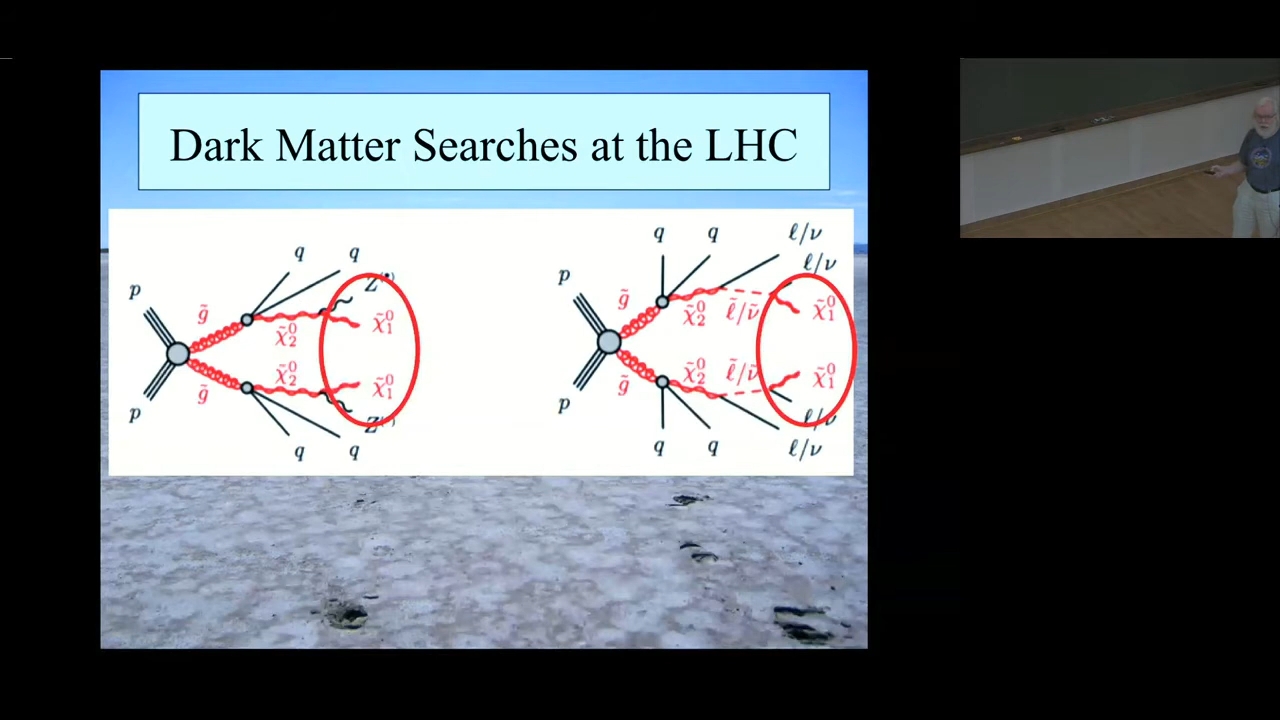 Dark Matter Searches at the LHC
q q
p g̃ Z(*)
χ̃₂⁰ χ̃₁⁰
χ̃₂⁰ χ̃₁⁰
p g̃ Z(*)
q q
q q ℓ/ν
ℓ/ν
p g̃ χ̃₂⁰ ℓ̃/ν̃ χ̃₁⁰
g̃ χ̃₂⁰ ℓ̃/ν̃ χ̃₁⁰
p ℓ/ν
q q ℓ/ν